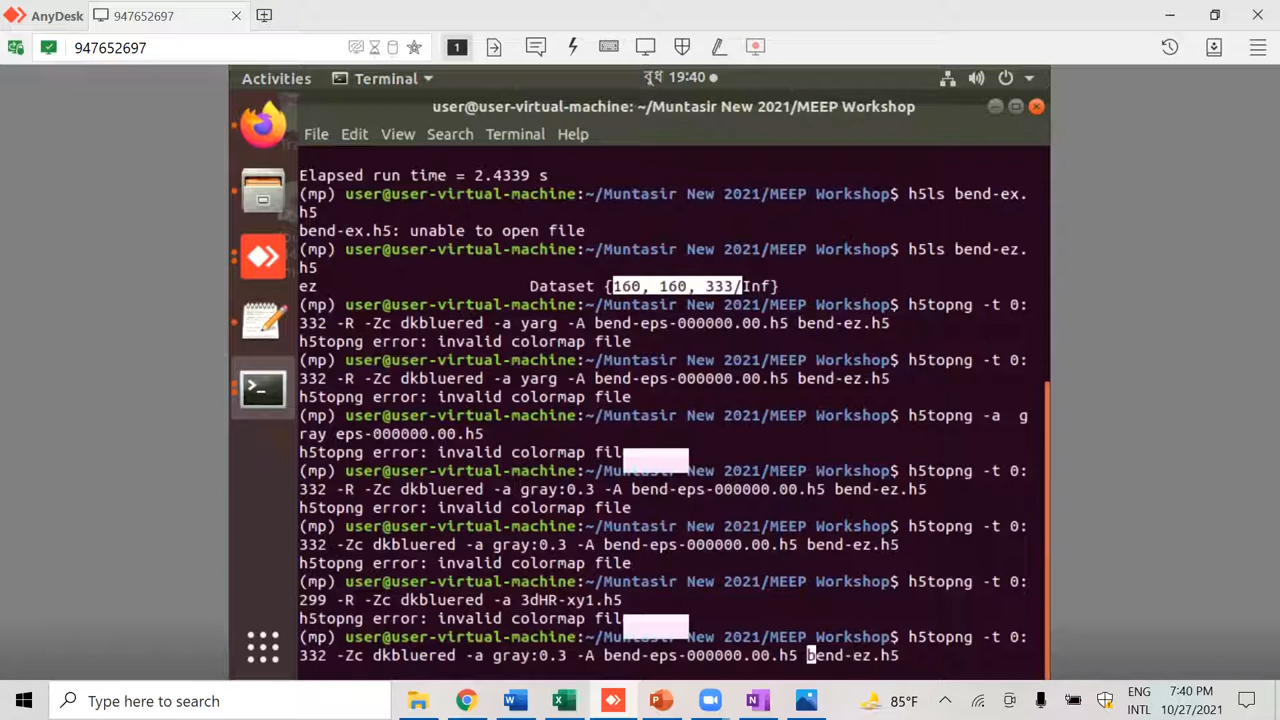 AnyDesk 947652697
947652697 1
Activities Terminal বুধ 19:40
user@user-virtual-machine: ~/Muntasir New 2021/MEEP Workshop
File Edit View Search Terminal Help
Elapsed run time = 2.4339 s
(mp) user@user-virtual-machine:~/Muntasir New 2021/MEEP Workshop$ h5ls bend-ex.
h5
bend-ex.h5: unable to open file
(mp) user@user-virtual-machine:~/Muntasir New 2021/MEEP Workshop$ h5ls bend-ez.
h5
ez Dataset {160, 160, 333/Inf}
(mp) user@user-virtual-machine:~/Muntasir New 2021/MEEP Workshop$ h5topng -t 0:
332 -R -Zc dkbluered -a yarg -A bend-eps-000000.00.h5 bend-ez.h5
h5topng error: invalid colormap file
(mp) user@user-virtual-machine:~/Muntasir New 2021/MEEP Workshop$ h5topng -t 0:
332 -R -Zc dkbluered -a yarg -A bend-eps-000000.00.h5 bend-ez.h5
h5topng error: invalid colormap file
(mp) user@user-virtual-machine:~/Muntasir New 2021/MEEP Workshop$ h5topng -a g
ray eps-000000.00.h5
h5topng error: invalid colormap fil
(mp) user@user-virtual-machine:~/Muntasir New 2021/MEEP Workshop$ h5topng -t 0:
332 -R -Zc dkbluered -a gray:0.3 -A bend-eps-000000.00.h5 bend-ez.h5
h5topng error: invalid colormap file
(mp) user@user-virtual-machine:~/Muntasir New 2021/MEEP Workshop$ h5topng -t 0:
332 -Zc dkbluered -a gray:0.3 -A bend-eps-000000.00.h5 bend-ez.h5
h5topng error: invalid colormap file
(mp) user@user-virtual-machine:~/Muntasir New 2021/MEEP Workshop$ h5topng -t 0:
299 -R -Zc dkbluered -a 3dHR-xy1.h5
h5topng error: invalid colormap fil
(mp) user@user-virtual-machine:~/Muntasir New 2021/MEEP Workshop$ h5topng -t 0:
332 -Zc dkbluered -a gray:0.3 -A bend-eps-000000.00.h5 bend-ez.h5
Type here to search
85°F
ENG
INTL
7:40 PM
10/27/2021